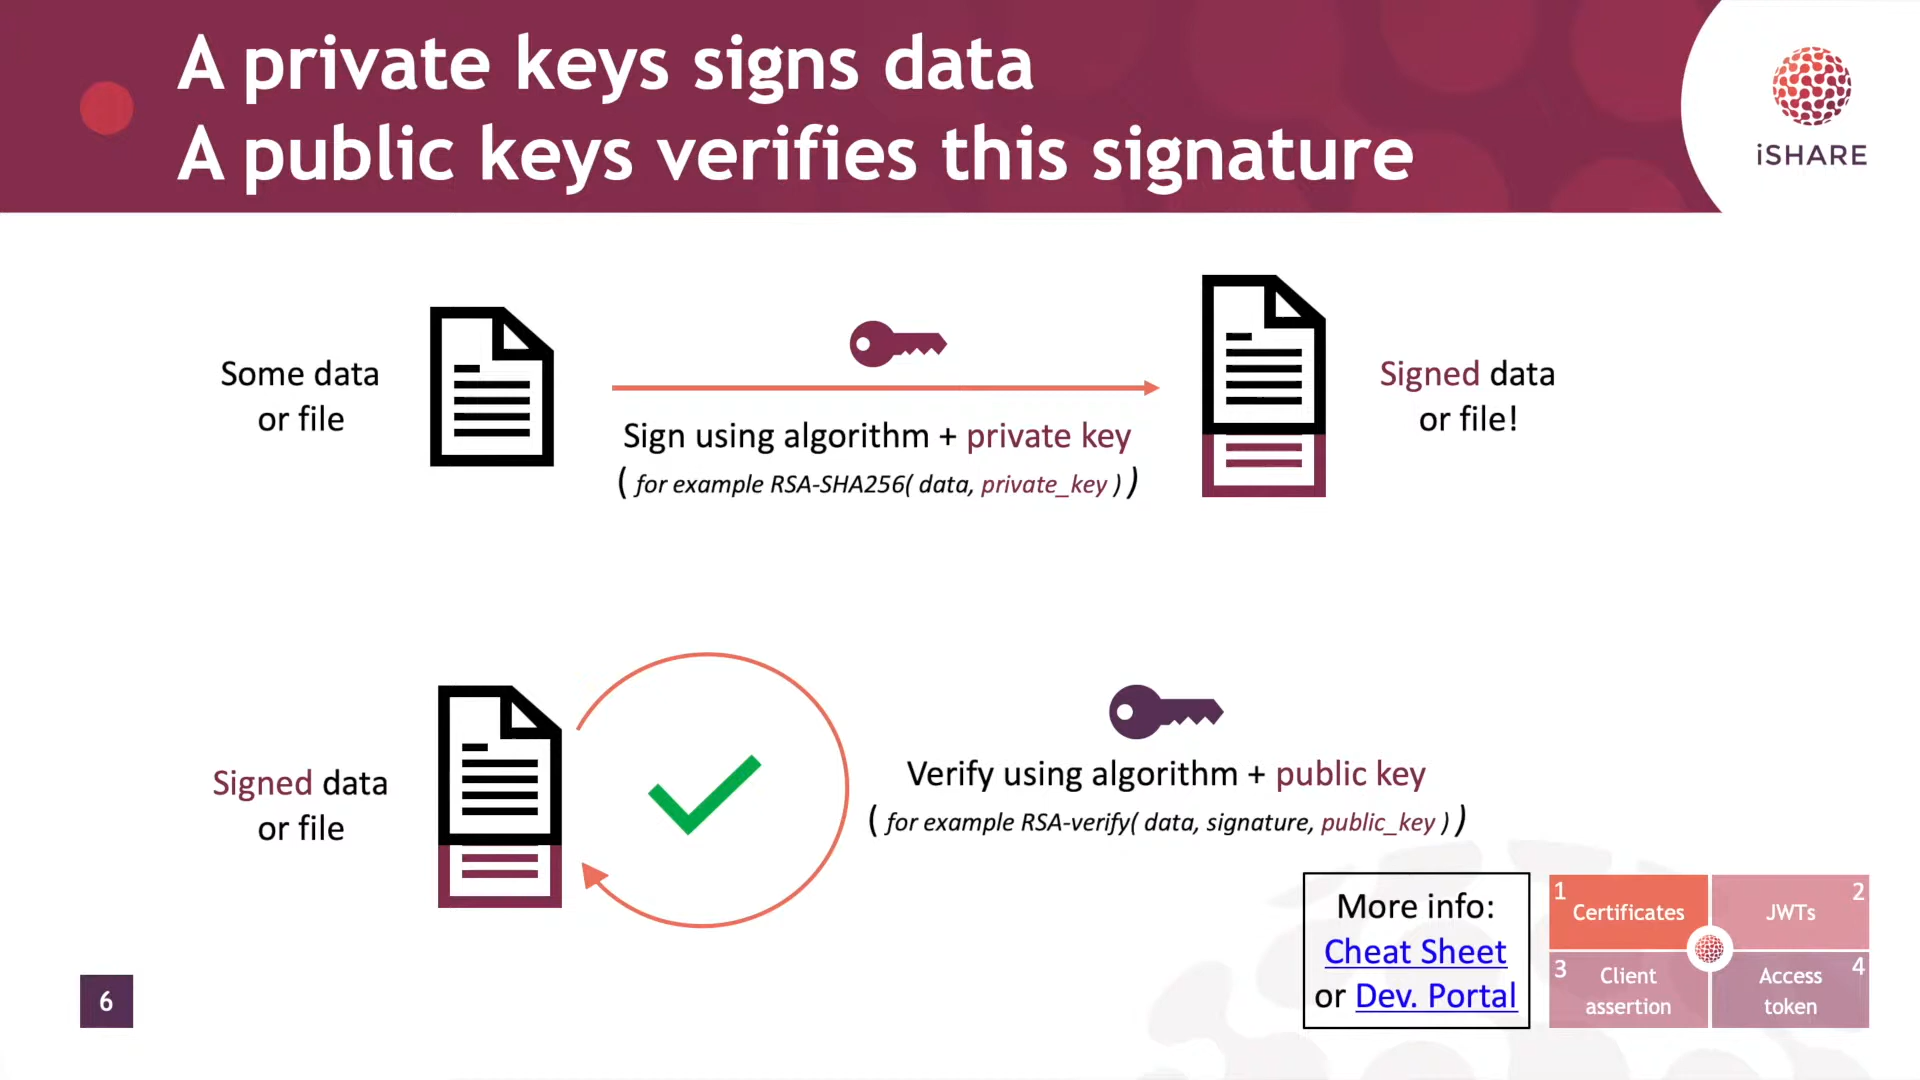 A private keys signs data
A public keys verifies this signature
iSHARE
Some data
or file
Sign using algorithm + private key
( for example RSA-SHA256( data, private_key ) )
Signed data
or file!
Signed data
or file
Verify using algorithm + public key
( for example RSA-verify( data, signature, public_key ) )
More info:
Cheat Sheet
or Dev. Portal
1
Certificates
2
JWTs
3
Client
assertion
4
Access
token
6